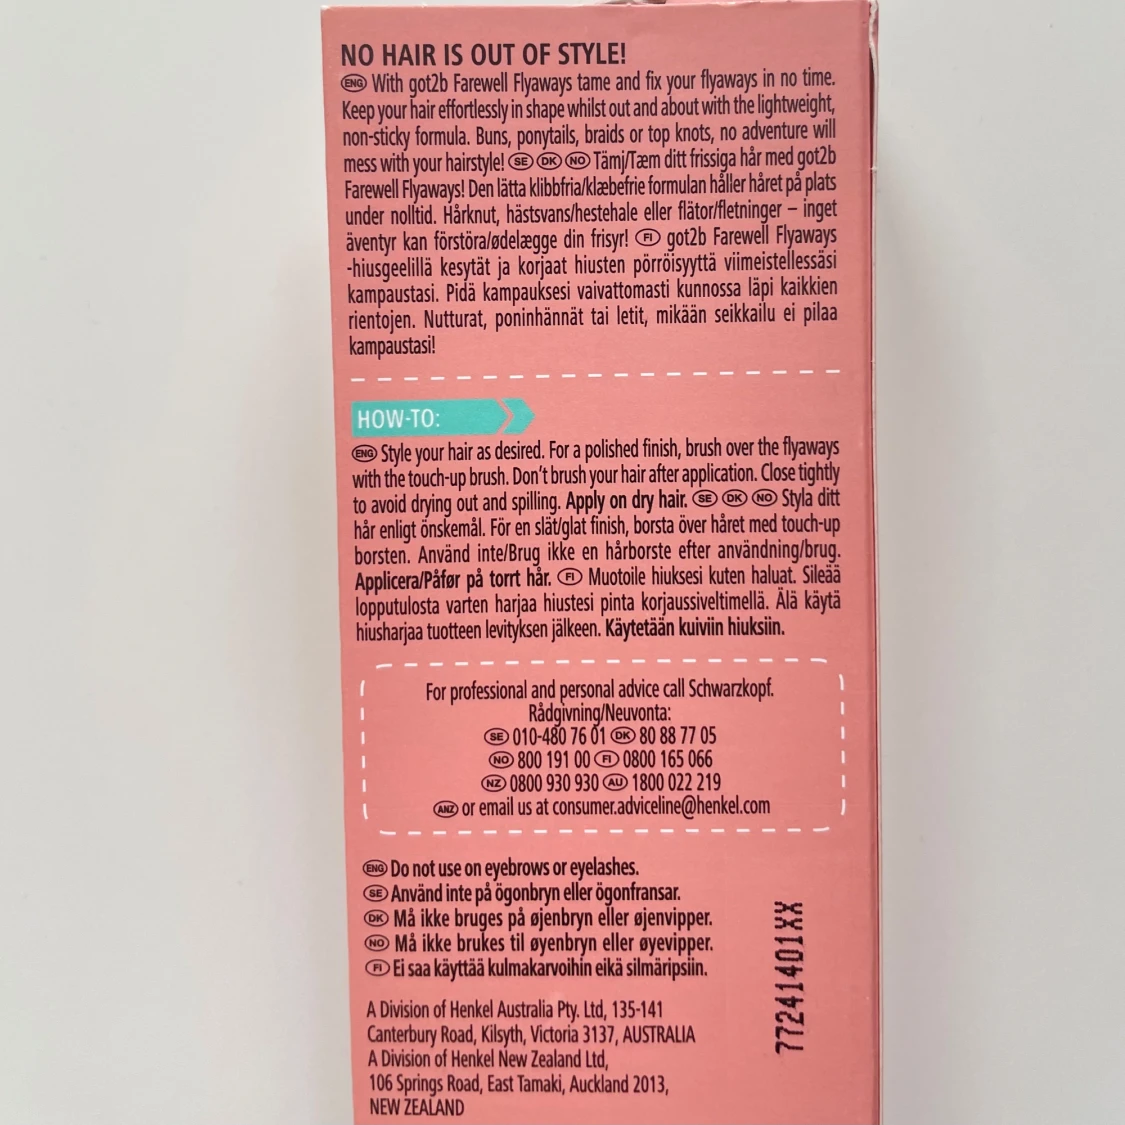 NO HAIR IS OUT OF STYLE!
ENG With got2b Farewell Flyaways tame and fix your flyaways in no time.
Keep your hair effortlessly in shape whilst out and about with the lightweight,
non-sticky formula. Buns, ponytails, braids or top knots, no adventure will
mess with your hairstyle! SE DK NO Tämj/Tæm ditt frissiga hår med got2b
Farewell Flyaways! Den lätta klibbfria/klæbefrie formulan håller håret på plats
under nolltid. Hårknut, hästsvans/hestehale eller flätor/fletninger – inget
äventyr kan förstöra/ødelægge din frisyr! FI got2b Farewell Flyaways
-hiusgeelillä kesytät ja korjaat hiusten pörröisyyttä viimeistellessäsi
kampaustasi. Pidä kampauksesi vaivattomasti kunnossa läpi kaikkien
rientojen. Nutturat, poninhännät tai letit, mikään seikkailu ei pilaa
kampaustasi!
HOW-TO:
ENG Style your hair as desired. For a polished finish, brush over the flyaways
with the touch-up brush. Don't brush your hair after application. Close tightly
to avoid drying out and spilling. Apply on dry hair. SE DK NO Styla ditt
hår enligt önskemål. För en slät/glat finish, borsta över håret med touch-up
borsten. Använd inte/Brug ikke en hårborste efter användning/brug.
Applicera/Påfør på torrt hår. FI Muotoile hiuksesi kuten haluat. Sileää
lopputulosta varten harjaa hiustesi pinta korjaussiveltimellä. Älä käytä
hiusharjaa tuotteen levityksen jälkeen. Käytetään kuiviin hiuksiin.
For professional and personal advice call Schwarzkopf.
Rådgivning/Neuvonta:
SE 010-480 76 01 DK 80 88 77 05
NO 800 191 00 FI 0800 165 066
NZ 0800 930 930 AU 1800 022 219
ANZ or email us at consumer.adviceline@henkel.com
ENG Do not use on eyebrows or eyelashes.
SE Använd inte på ögonbryn eller ögonfransar.
DK Må ikke bruges på øjenbryn eller øjenvipper.
NO Må ikke brukes til øyenbryn eller øyevipper.
FI Ei saa käyttää kulmakarvoihin eikä silmäripsiin.
A Division of Henkel Australia Pty. Ltd, 135-141
Canterbury Road, Kilsyth, Victoria 3137, AUSTRALIA
A Division of Henkel New Zealand Ltd,
106 Springs Road, East Tamaki, Auckland 2013,
NEW ZEALAND
77241401XX